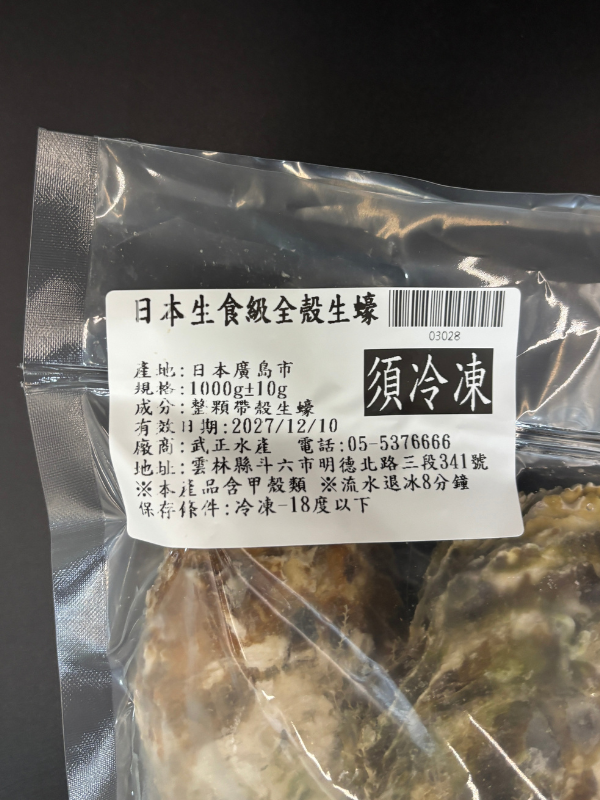 日本生食級全殼生蠔
03028
產地:日本廣島市
規格:1000g±10g
須冷凍
成分:整顆帶殼生蠔
有效日期:2027/12/10
廠商:武正水產 電話:05-5376666
地址:雲林縣斗六市明德北路三段341號
※本產品含甲殼類 ※流水退冰8分鐘
保存條件:冷凍-18度以下